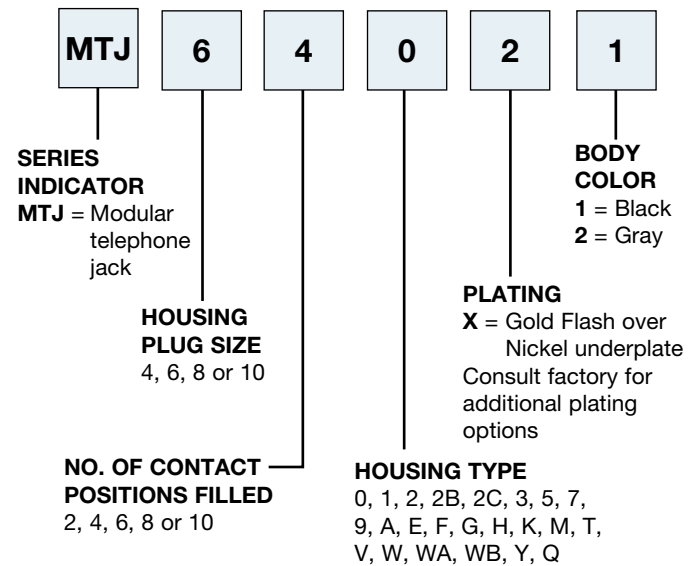 MTJ 6 4 0 2 1
SERIES
INDICATOR
MTJ = Modular
telephone
jack
HOUSING
PLUG SIZE
4, 6, 8 or 10
NO. OF CONTACT
POSITIONS FILLED
2, 4, 6, 8 or 10
HOUSING TYPE
0, 1, 2, 2B, 2C, 3, 5, 7,
9, A, E, F, G, H, K, M, T,
V, W, WA, WB, Y, Q
PLATING
X = Gold Flash over
Nickel underplate
Consult factory for
additional plating
options
BODY
COLOR
1 = Black
2 = Gray